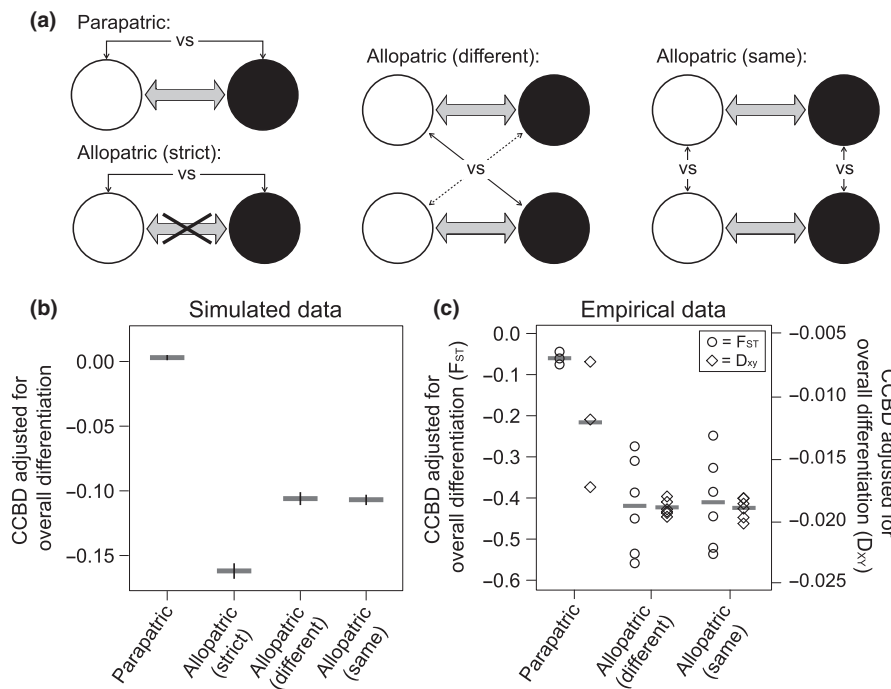 (a)
Parapatric:
vs
Allopatric (strict):
vs
Allopatric (different):
vs
Allopatric (same):
vs
vs
(b)
Simulated data
CCBD adjusted for
overall differentiation
0.00
−0.05
−0.10
−0.15
Parapatric
Allopatric
(strict)
Allopatric
(different)
Allopatric
(same)
(c)
Empirical data
CCBD adjusted for
overall differentiation (FST)
0.0
−0.1
−0.2
−0.3
−0.4
−0.5
−0.6
= FST
= Dxy
−0.005
−0.010
−0.015
−0.020
−0.025
CCBD adjusted for
overall differentiation (DXY)
Parapatric
Allopatric
(different)
Allopatric
(same)